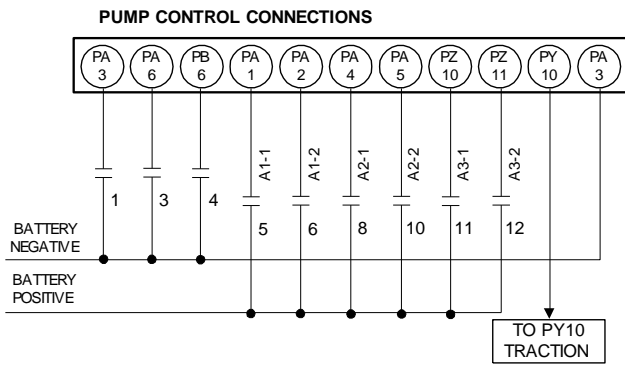 PUMP CONTROL CONNECTIONS
PA PA PB PA PA PA PA PZ PZ PY PA
3 6 6 1 2 4 5 10 11 10 3
A1-1 A1-2 A2-1 A2-2 A3-1 A3-2
1 3 4 5 6 8 10 11 12
BATTERY
NEGATIVE
BATTERY
POSITIVE
TO PY10
TRACTION